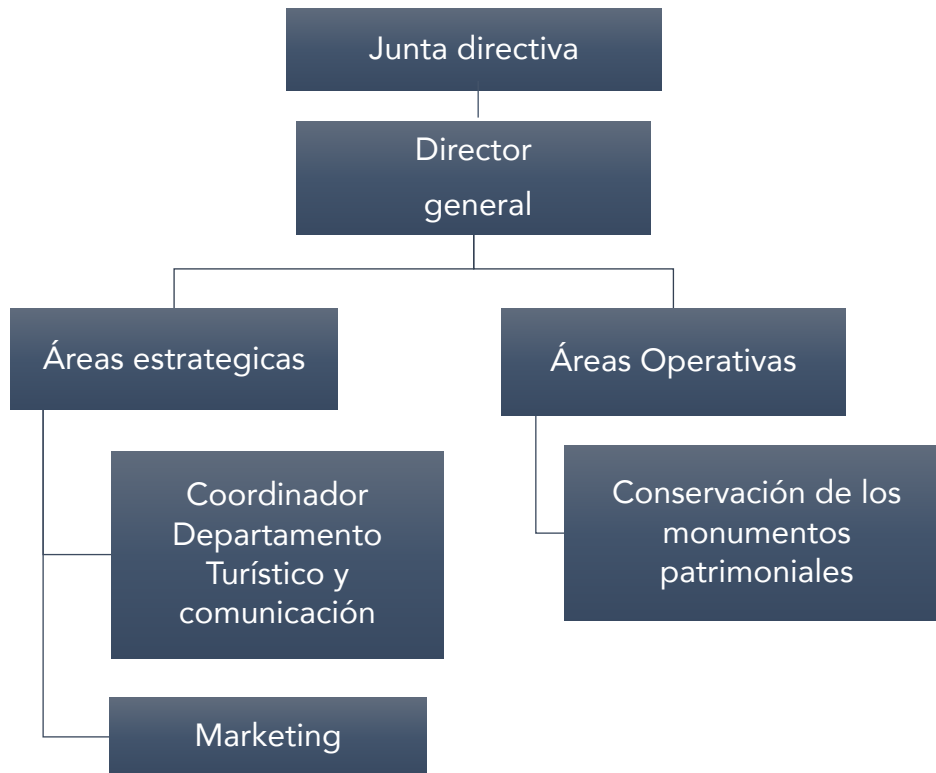 Junta directiva
Director
general
Áreas estrategicas
Áreas Operativas
Coordinador
Departamento
Turístico y
comunicación
Conservación de los
monumentos
patrimoniales
Marketing